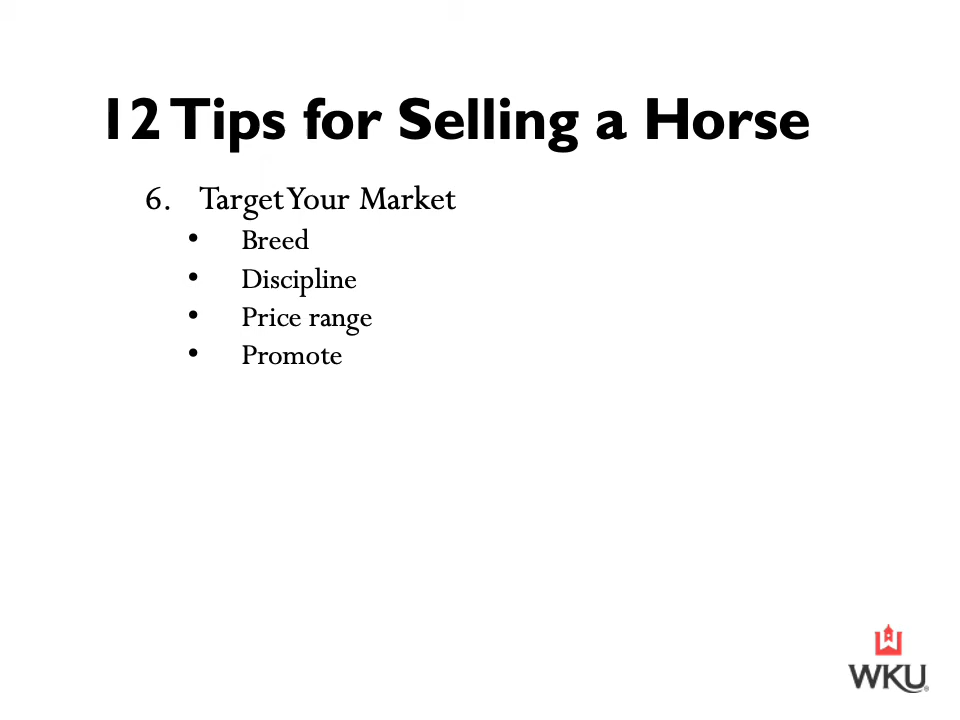 12 Tips for Selling a Horse
6. Target Your Market
• Breed
• Discipline
• Price range
• Promote
WKU®